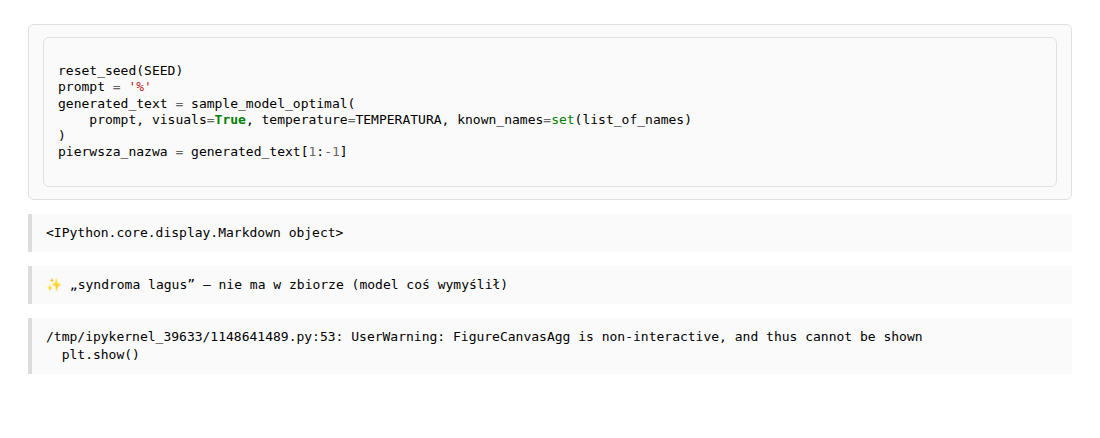 reset_seed(SEED)
prompt = '%'
generated_text = sample_model_optimal(
    prompt, visuals=True, temperature=TEMPERATURA, known_names=set(list_of_names)
)
pierwsza_nazwa = generated_text[1:-1]
<IPython.core.display.Markdown object>
✨ „syndroma lagus” — nie ma w zbiorze (model coś wymyślił)
/tmp/ipykernel_39633/1148641489.py:53: UserWarning: FigureCanvasAgg is non-interactive, and thus cannot be shown
  plt.show()